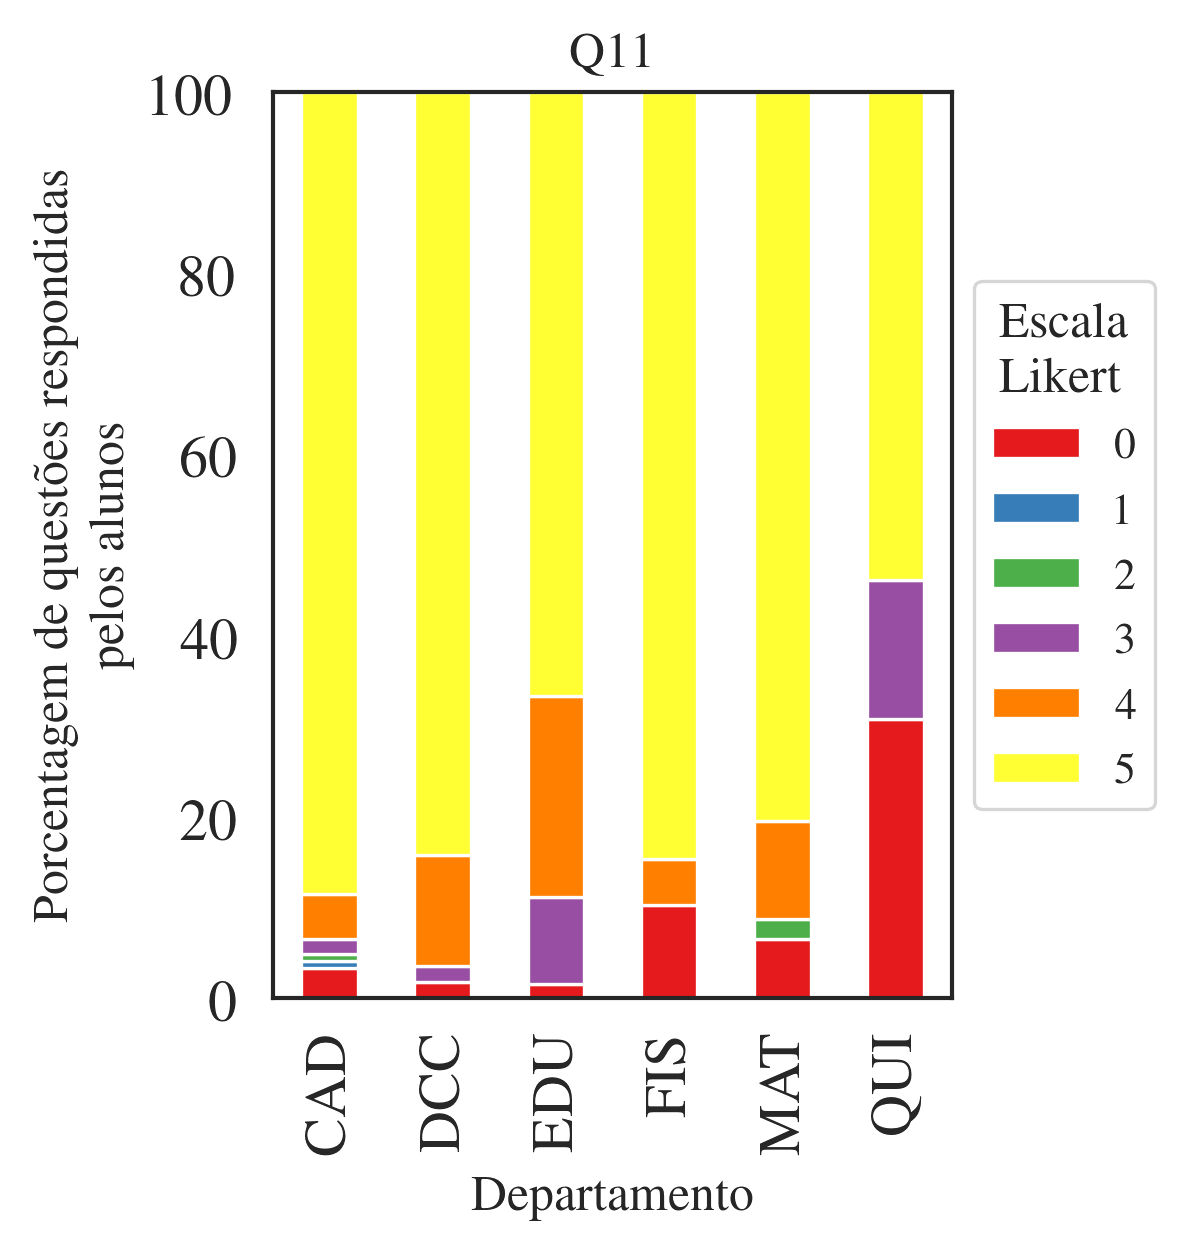 Q11
Porcentagem de questões respondidas
pelos alunos
100
80
60
40
20
0
CAD
DCC
EDU
FIS
MAT
QUI
Departamento
Escala
Likert
0
1
2
3
4
5